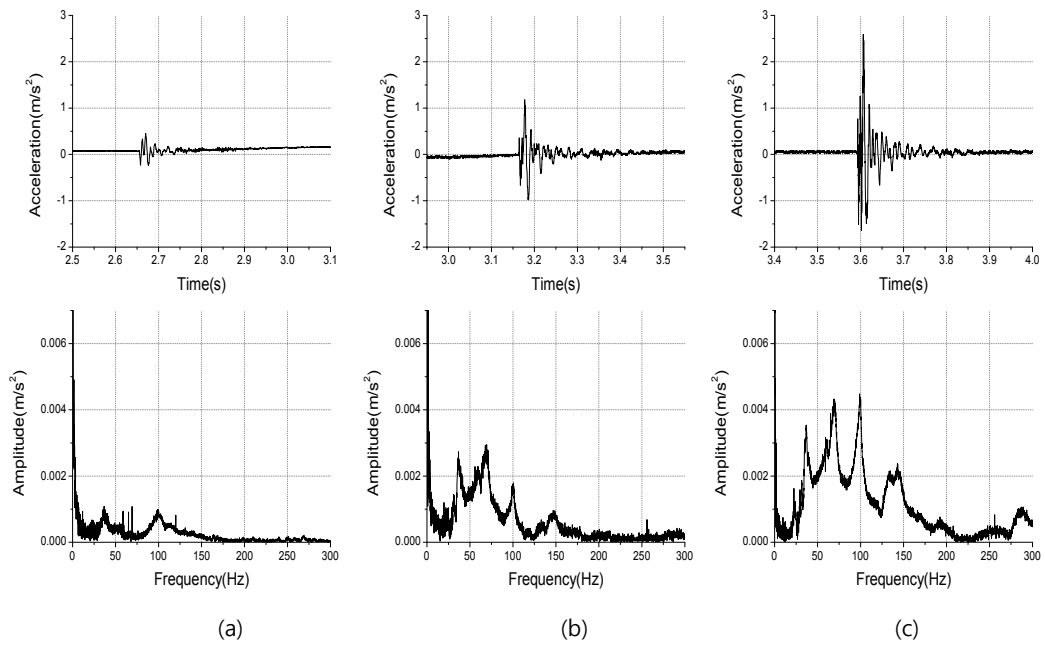 3
2
1
0
-1
-2
2.5 2.6 2.7 2.8 2.9 3.0 3.1
Acceleration(m/s²)
Time(s)
3
2
1
0
-1
-2
3.0 3.1 3.2 3.3 3.4 3.5
Acceleration(m/s²)
Time(s)
3
2
1
0
-1
-2
3.4 3.5 3.6 3.7 3.8 3.9 4.0
Acceleration(m/s²)
Time(s)
0.006
0.004
0.002
0.000
0 50 100 150 200 250 300
Amplitude(m/s²)
Frequency(Hz)
0.006
0.004
0.002
0.000
0 50 100 150 200 250 300
Amplitude(m/s²)
Frequency(Hz)
0.006
0.004
0.002
0.000
0 50 100 150 200 250 300
Amplitude(m/s²)
Frequency(Hz)
(a) (b) (c)